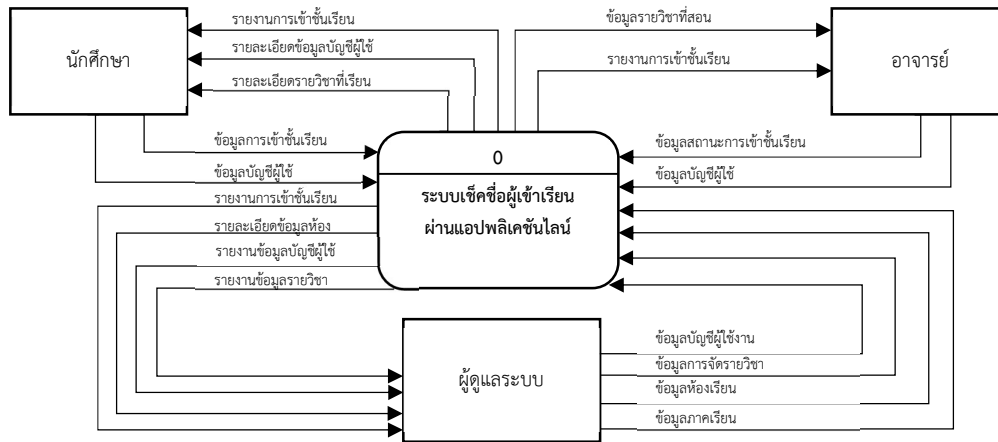 รายงานการเข้าชั้นเรียน
ข้อมูลรายวิชาที่สอน
รายละเอียดข้อมูลบัญชีผู้ใช้
นักศึกษา
รายงานการเข้าชั้นเรียน
อาจารย์
รายละเอียดรายวิชาที่เรียน
ข้อมูลการเข้าชั้นเรียน
ข้อมูลสถานะการเข้าชั้นเรียน
0
ข้อมูลบัญชีผู้ใช้
ข้อมูลบัญชีผู้ใช้
รายงานการเข้าชั้นเรียน
ระบบเช็คชื่อผู้เข้าเรียน
ผ่านแอปพลิเคชันไลน์
รายละเอียดข้อมูลห้อง
รายงานข้อมูลบัญชีผู้ใช้
รายงานข้อมูลรายวิชา
ข้อมูลบัญชีผู้ใช้งาน
ข้อมูลการจัดรายวิชา
ผู้ดูแลระบบ
ข้อมูลห้องเรียน
ข้อมูลภาคเรียน